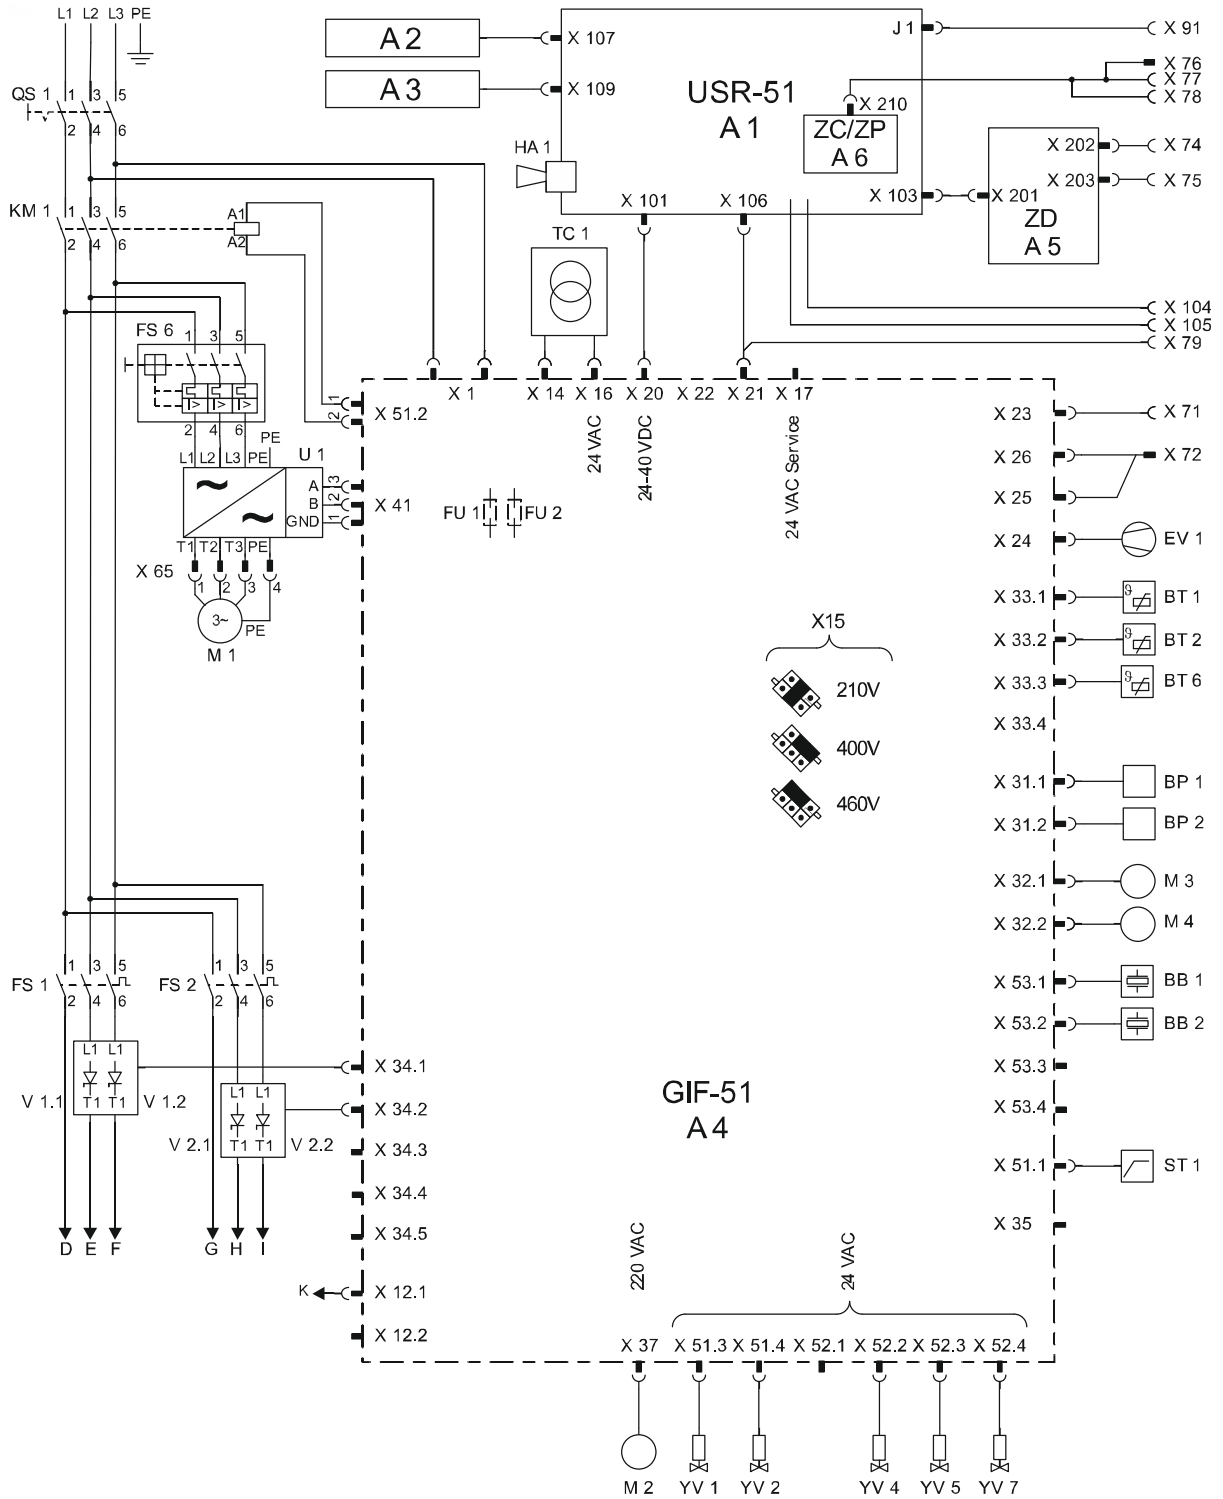 L1 L2 L3 PE
A 2
X 107
J 1
X 91
A 3
X 109
USR-51
A 1
X 76
X 77
X 78
QS 1
1 3 5
2 4 6
X 210
ZC/ZP
A 6
HA 1
X 202
X 74
X 203
X 75
X 101
X 106
X 103
X 201
ZD
A 5
KM 1
1 3 5
2 4 6
A1
A2
TC 1
X 104
X 105
X 79
FS 6
1 3 5
I> I> I>
2 4 6
PE
L1 L2 L3 PE
U 1
1
2
X 51.2
X 1
X 14
X 16
X 20
X 22
X 21
X 17
24 VAC
24-40 VDC
24 VAC Service
A
B
GND
3
2
1
X 41
FU 1
FU 2
T1 T2 T3 PE
X 65
1 2 3 4
3~
PE
M 1
X 23
X 71
X 26
X 72
X 25
X 24
EV 1
X 33.1
ϑ
BT 1
X 33.2
ϑ
BT 2
X 33.3
ϑ
BT 6
X 33.4
X15
210V
400V
460V
X 31.1
BP 1
X 31.2
BP 2
X 32.1
M 3
X 32.2
M 4
X 53.1
BB 1
X 53.2
BB 2
X 53.3
X 53.4
X 51.1
ST 1
X 35
FS 1
1 3 5
2 4 6
FS 2
1 3 5
2 4 6
L1 L1
T1 T1
V 1.1
V 1.2
L1 L1
T1 T1
V 2.1
V 2.2
X 34.1
X 34.2
X 34.3
X 34.4
X 34.5
GIF-51
A 4
D E F
G H I
K
X 12.1
X 12.2
220 VAC
24 VAC
X 37
X 51.3
X 51.4
X 52.1
X 52.2
X 52.3
X 52.4
M 2
YV 1
YV 2
YV 4
YV 5
YV 7